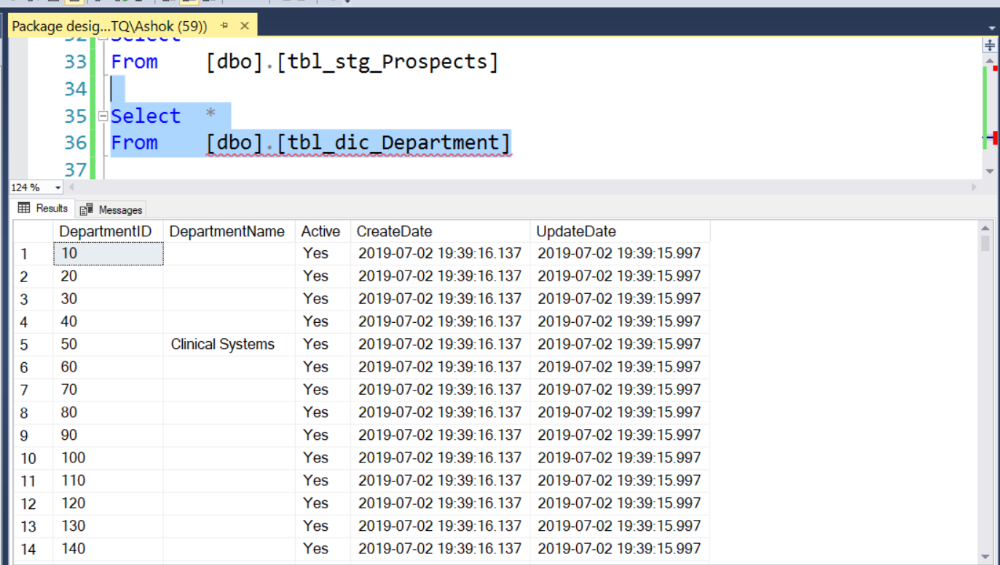 Package desig...TQ\Ashok (59))
32 Select
33 From [dbo].[tbl_stg_Prospects]
34
35 Select *
36 From [dbo].[tbl_dic_Department]
37
124 %
Results Messages
DepartmentID DepartmentName Active CreateDate UpdateDate
1 10 Yes 2019-07-02 19:39:16.137 2019-07-02 19:39:15.997
2 20 Yes 2019-07-02 19:39:16.137 2019-07-02 19:39:15.997
3 30 Yes 2019-07-02 19:39:16.137 2019-07-02 19:39:15.997
4 40 Yes 2019-07-02 19:39:16.137 2019-07-02 19:39:15.997
5 50 Clinical Systems Yes 2019-07-02 19:39:16.137 2019-07-02 19:39:15.997
6 60 Yes 2019-07-02 19:39:16.137 2019-07-02 19:39:15.997
7 70 Yes 2019-07-02 19:39:16.137 2019-07-02 19:39:15.997
8 80 Yes 2019-07-02 19:39:16.137 2019-07-02 19:39:15.997
9 90 Yes 2019-07-02 19:39:16.137 2019-07-02 19:39:15.997
10 100 Yes 2019-07-02 19:39:16.137 2019-07-02 19:39:15.997
11 110 Yes 2019-07-02 19:39:16.137 2019-07-02 19:39:15.997
12 120 Yes 2019-07-02 19:39:16.137 2019-07-02 19:39:15.997
13 130 Yes 2019-07-02 19:39:16.137 2019-07-02 19:39:15.997
14 140 Yes 2019-07-02 19:39:16.137 2019-07-02 19:39:15.997